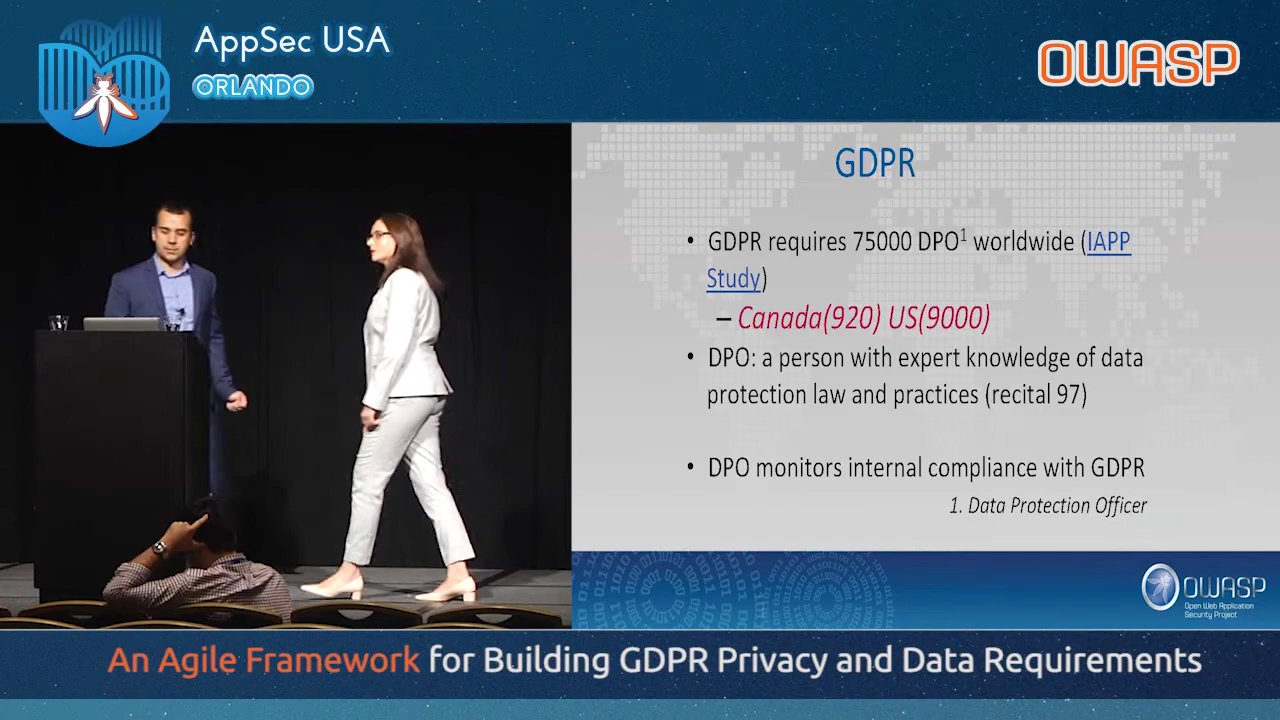 AppSec USA
ORLANDO
OWASP
GDPR
• GDPR requires 75000 DPO¹ worldwide (IAPP
Study)
– Canada(920) US(9000)
• DPO: a person with expert knowledge of data
protection law and practices (recital 97)
• DPO monitors internal compliance with GDPR
1. Data Protection Officer
OWASP
Open Web Application
Security Project
An Agile Framework for Building GDPR Privacy and Data Requirements